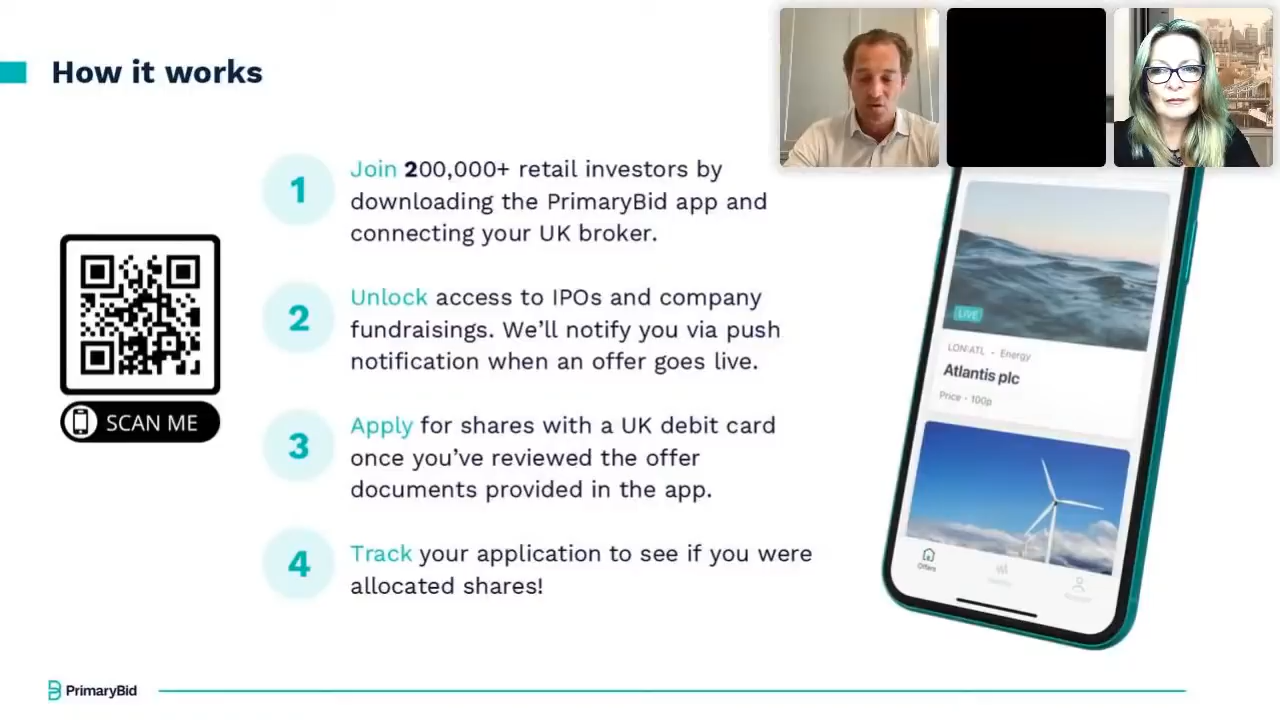 How it works
1
Join 200,000+ retail investors by
downloading the PrimaryBid app and
connecting your UK broker.
2
Unlock access to IPOs and company
fundraisings. We'll notify you via push
notification when an offer goes live.
3
Apply for shares with a UK debit card
once you've reviewed the offer
documents provided in the app.
4
Track your application to see if you were
allocated shares!
SCAN ME
LIVE
LON:ATL - Energy
Atlantis plc
Price · 100p
Offers
PrimaryBid